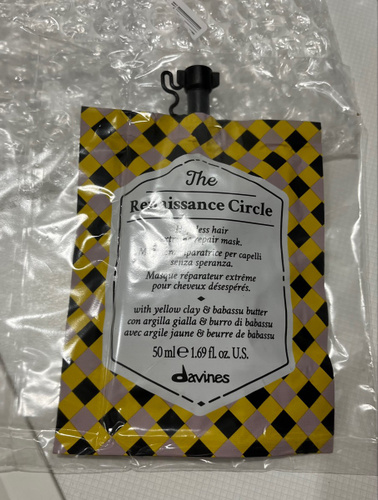 The
Renaissance Circle
hair
repair mask.
riparatrice per capelli
senza speranza.
Masque réparateur extrême
pour cheveux désespérés.
with yellow clay & babassu butter
con argilla gialla & burro di babassu
avec argile jaune & beurre de babassu
50 ml ℮ 1.69 fl. oz. U.S.
davines